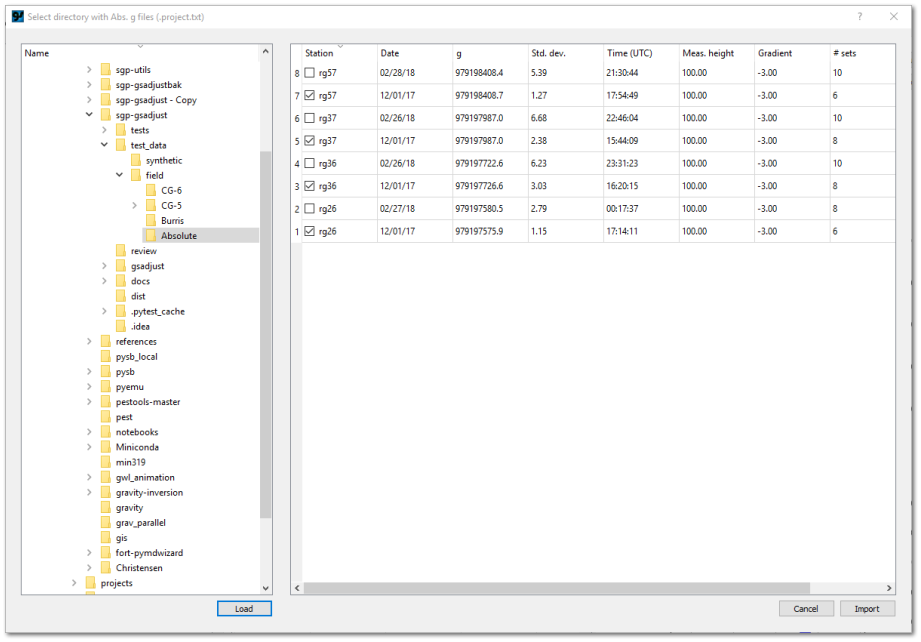 Select directory with Abs. g files (.project.txt)
Name
sgp-utils
sgp-gsadjustbak
sgp-gsadjust - Copy
sgp-gsadjust
tests
test_data
synthetic
field
CG-6
CG-5
Burris
Absolute
review
gsadjust
docs
dist
.pytest_cache
.idea
references
pysb_local
pysb
pyemu
pestools-master
pest
notebooks
Miniconda
min319
gwl_animation
gravity-inversion
gravity
grav_parallel
gis
fort-pymdwizard
Christensen
projects
Load
Station Date g Std. dev. Time (UTC) Meas. height Gradient # sets
8 rg57 02/28/18 979198408.4 5.39 21:30:44 100.00 -3.00 10
7 rg57 12/01/17 979198408.7 1.27 17:54:49 100.00 -3.00 6
6 rg37 02/26/18 979197987.0 6.68 22:46:04 100.00 -3.00 10
5 rg37 12/01/17 979197987.0 2.38 15:44:09 100.00 -3.00 8
4 rg36 02/26/18 979197722.6 6.23 23:31:23 100.00 -3.00 10
3 rg36 12/01/17 979197726.6 3.03 16:20:15 100.00 -3.00 8
2 rg26 02/27/18 979197580.5 2.79 00:17:37 100.00 -3.00 8
1 rg26 12/01/17 979197575.9 1.15 17:14:11 100.00 -3.00 6
Cancel Import